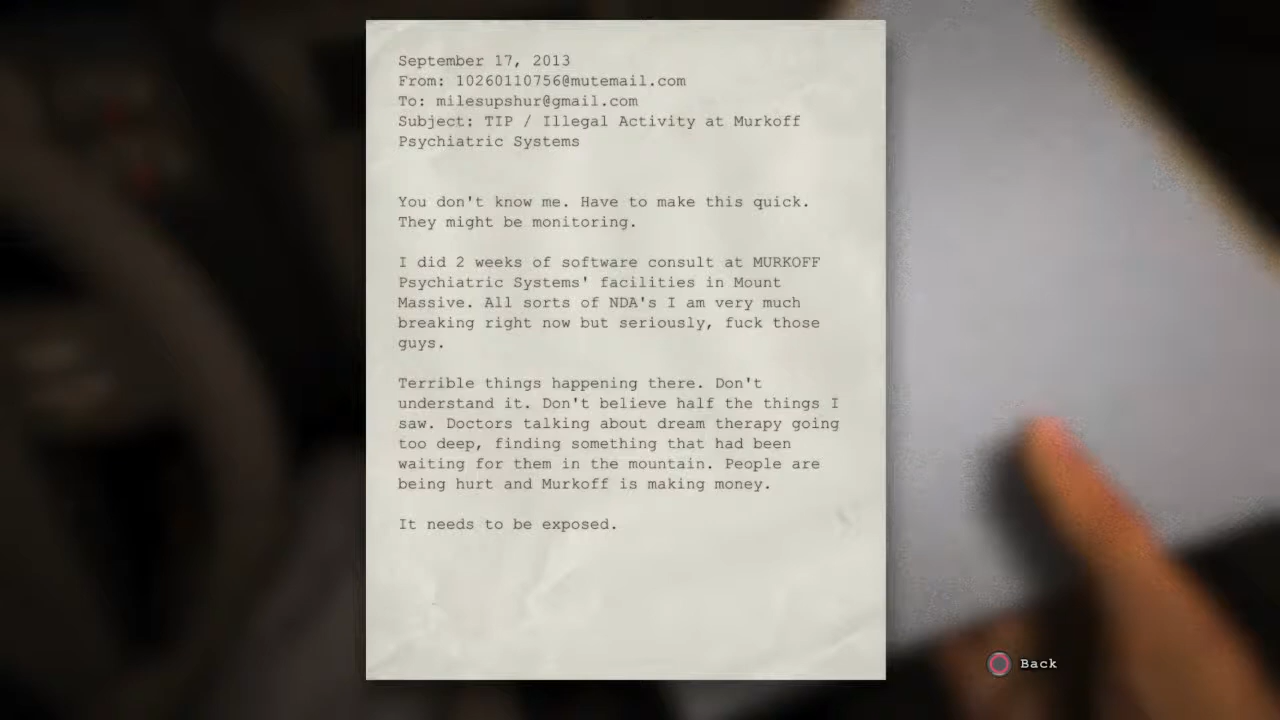 September 17, 2013
From: 10260110756@mutemail.com
To: milesupshur@gmail.com
Subject: TIP / Illegal Activity at Murkoff
Psychiatric Systems
You don't know me. Have to make this quick.
They might be monitoring.
I did 2 weeks of software consult at MURKOFF
Psychiatric Systems' facilities in Mount
Massive. All sorts of NDA's I am very much
breaking right now but seriously, fuck those
guys.
Terrible things happening there. Don't
understand it. Don't believe half the things I
saw. Doctors talking about dream therapy going
too deep, finding something that had been
waiting for them in the mountain. People are
being hurt and Murkoff is making money.
It needs to be exposed.
Back